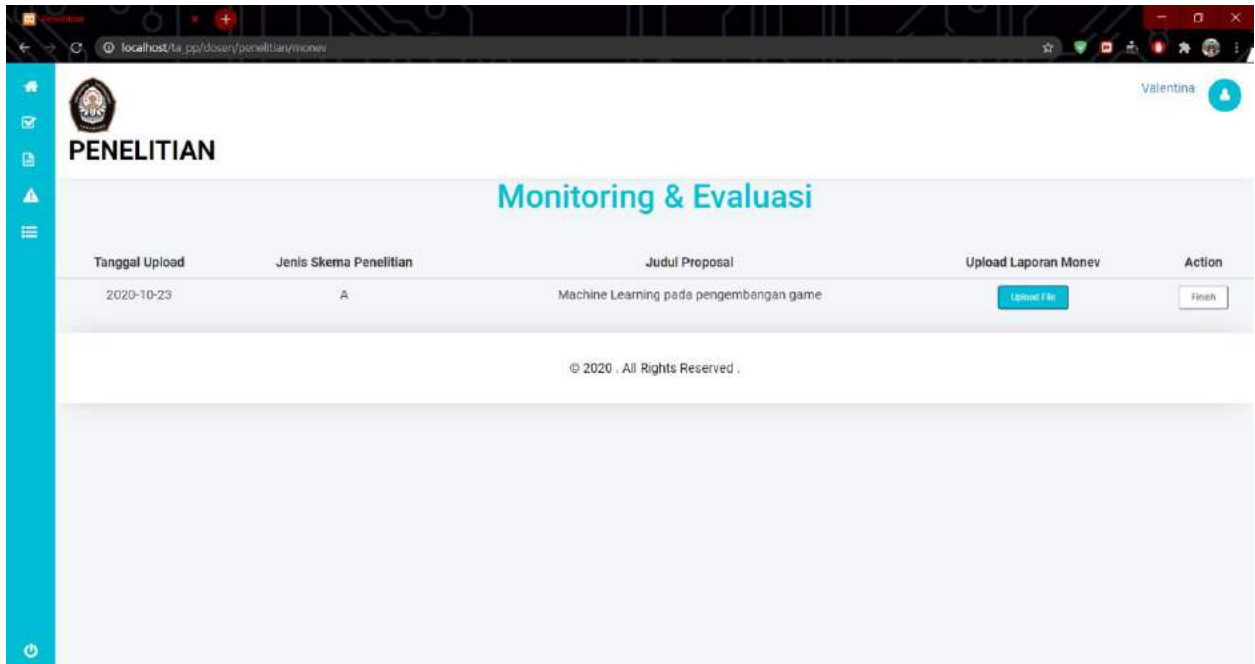 Penelitian
localhost/ta_pp/dosen/penelitian/monev
Valentina
PENELITIAN
Monitoring & Evaluasi
Tanggal Upload Jenis Skema Penelitian Judul Proposal Upload Laporan Monev Action
2020-10-23 A Machine Learning pada pengembangan game Upload File Finish
© 2020 . All Rights Reserved .